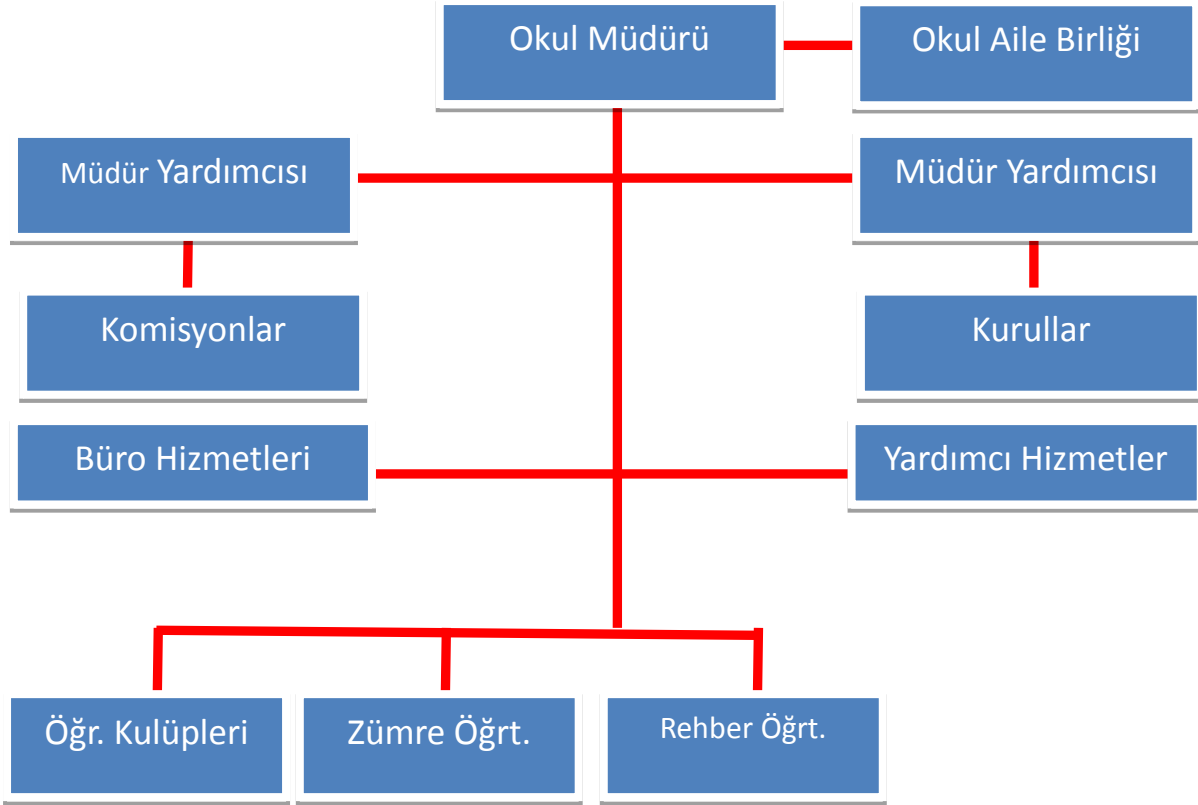 Okul Müdürü
Okul Aile Birliği
Müdür Yardımcısı
Müdür Yardımcısı
Komisyonlar
Kurullar
Büro Hizmetleri
Yardımcı Hizmetler
Öğr. Kulüpleri
Zümre Öğrt.
Rehber Öğrt.